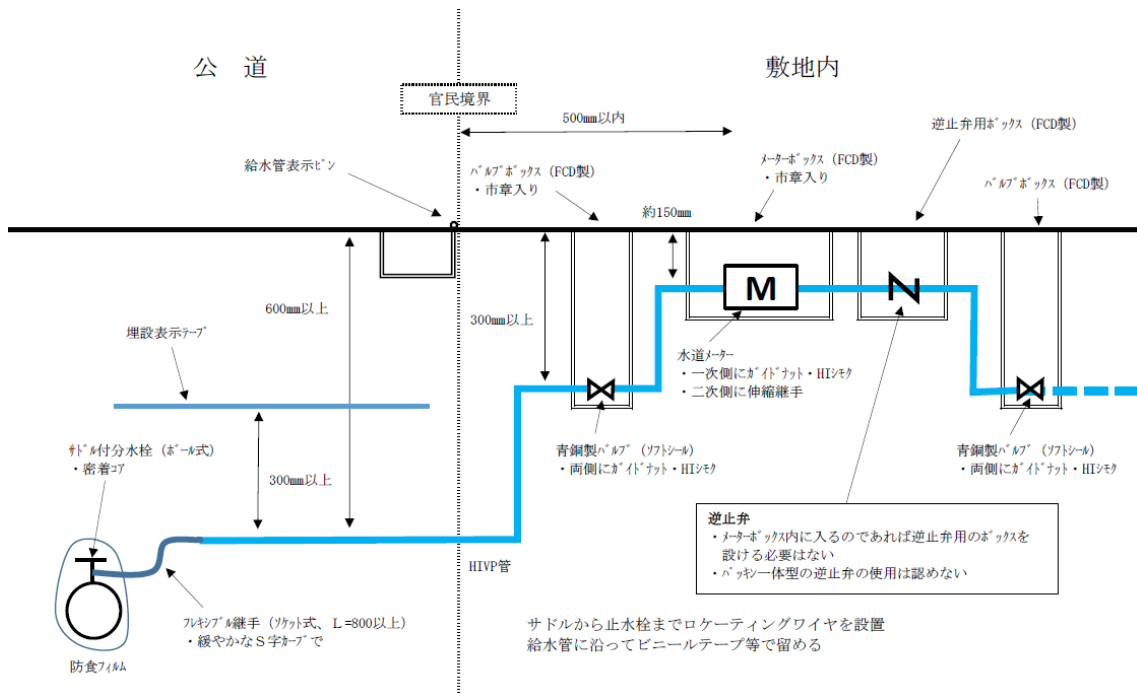 公　道
敷地内
官民境界
500㎜以内
逆止弁用ボックス（FCD製）
給水管表示ﾋﾟﾝ
ﾊﾞﾙﾌﾞﾎﾞｯｸｽ（FCD製）
・市章入り
ﾒｰﾀｰﾎﾞｯｸｽ（FCD製）
・市章入り
ﾊﾞﾙﾌﾞﾎﾞｯｸｽ（FCD製）
約150㎜
600㎜以上
300㎜以上
M
埋設表示ﾃｰﾌﾟ
水道ﾒｰﾀｰ
・一次側にｶﾞｲﾄﾞﾅｯﾄ・HIｼﾓｸ
・二次側に伸縮継手
ｻﾄﾞﾙ付分水栓（ﾎﾞｰﾙ式）
・密着ｺｱ
300㎜以上
青銅製ﾊﾞﾙﾌﾞ（ｿﾌﾄｼｰﾙ）
・両側にｶﾞｲﾄﾞﾅｯﾄ・HIｼﾓｸ
青銅製ﾊﾞﾙﾌﾞ（ｿﾌﾄｼｰﾙ）
・両側にｶﾞｲﾄﾞﾅｯﾄ・HIｼﾓｸ
逆止弁
・ﾒｰﾀｰﾎﾞｯｸｽ内に入るのであれば逆止弁用のﾎﾞｯｸｽを
設ける必要はない
・ﾊﾟｯｷﾝ一体型の逆止弁の使用は認めない
HIVP管
ﾌﾚｷｼﾌﾞﾙ継手（ｿｹｯﾄ式、Ｌ=800以上）
・緩やかなＳ字ｶｰﾌﾞで
防食ﾌｨﾙﾑ
サドルから止水栓までロケーティングワイヤを設置
給水管に沿ってビニールテープ等で留める